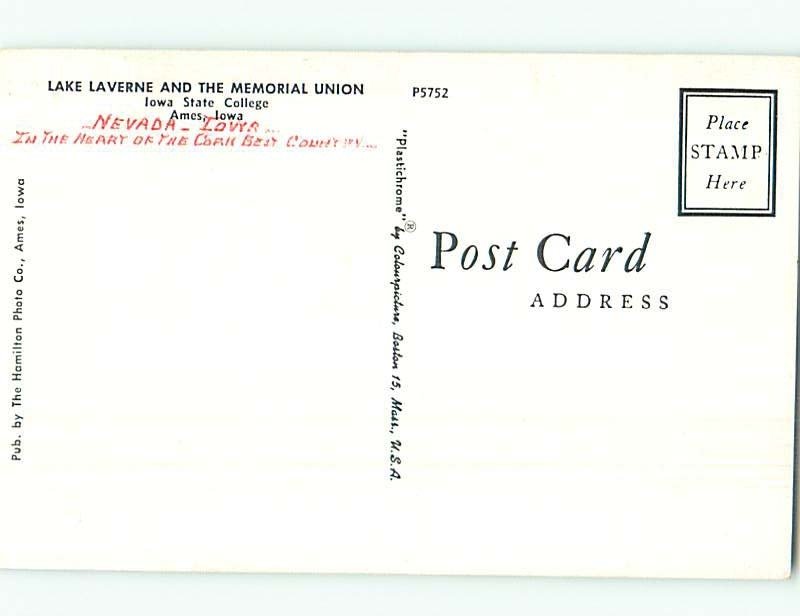 LAKE LAVERNE AND THE MEMORIAL UNION
Iowa State College
Ames, Iowa
..NEVADA - IOWA...
IN THE HEART OF THE CORN BELT COUNTRY...
Pub. by The Hamilton Photo Co., Ames, Iowa
P5752
"Plastichrome" ® by Colourpicture, Boston 15, Mass., U.S.A.
Place
STAMP
Here
Post Card
ADDRESS